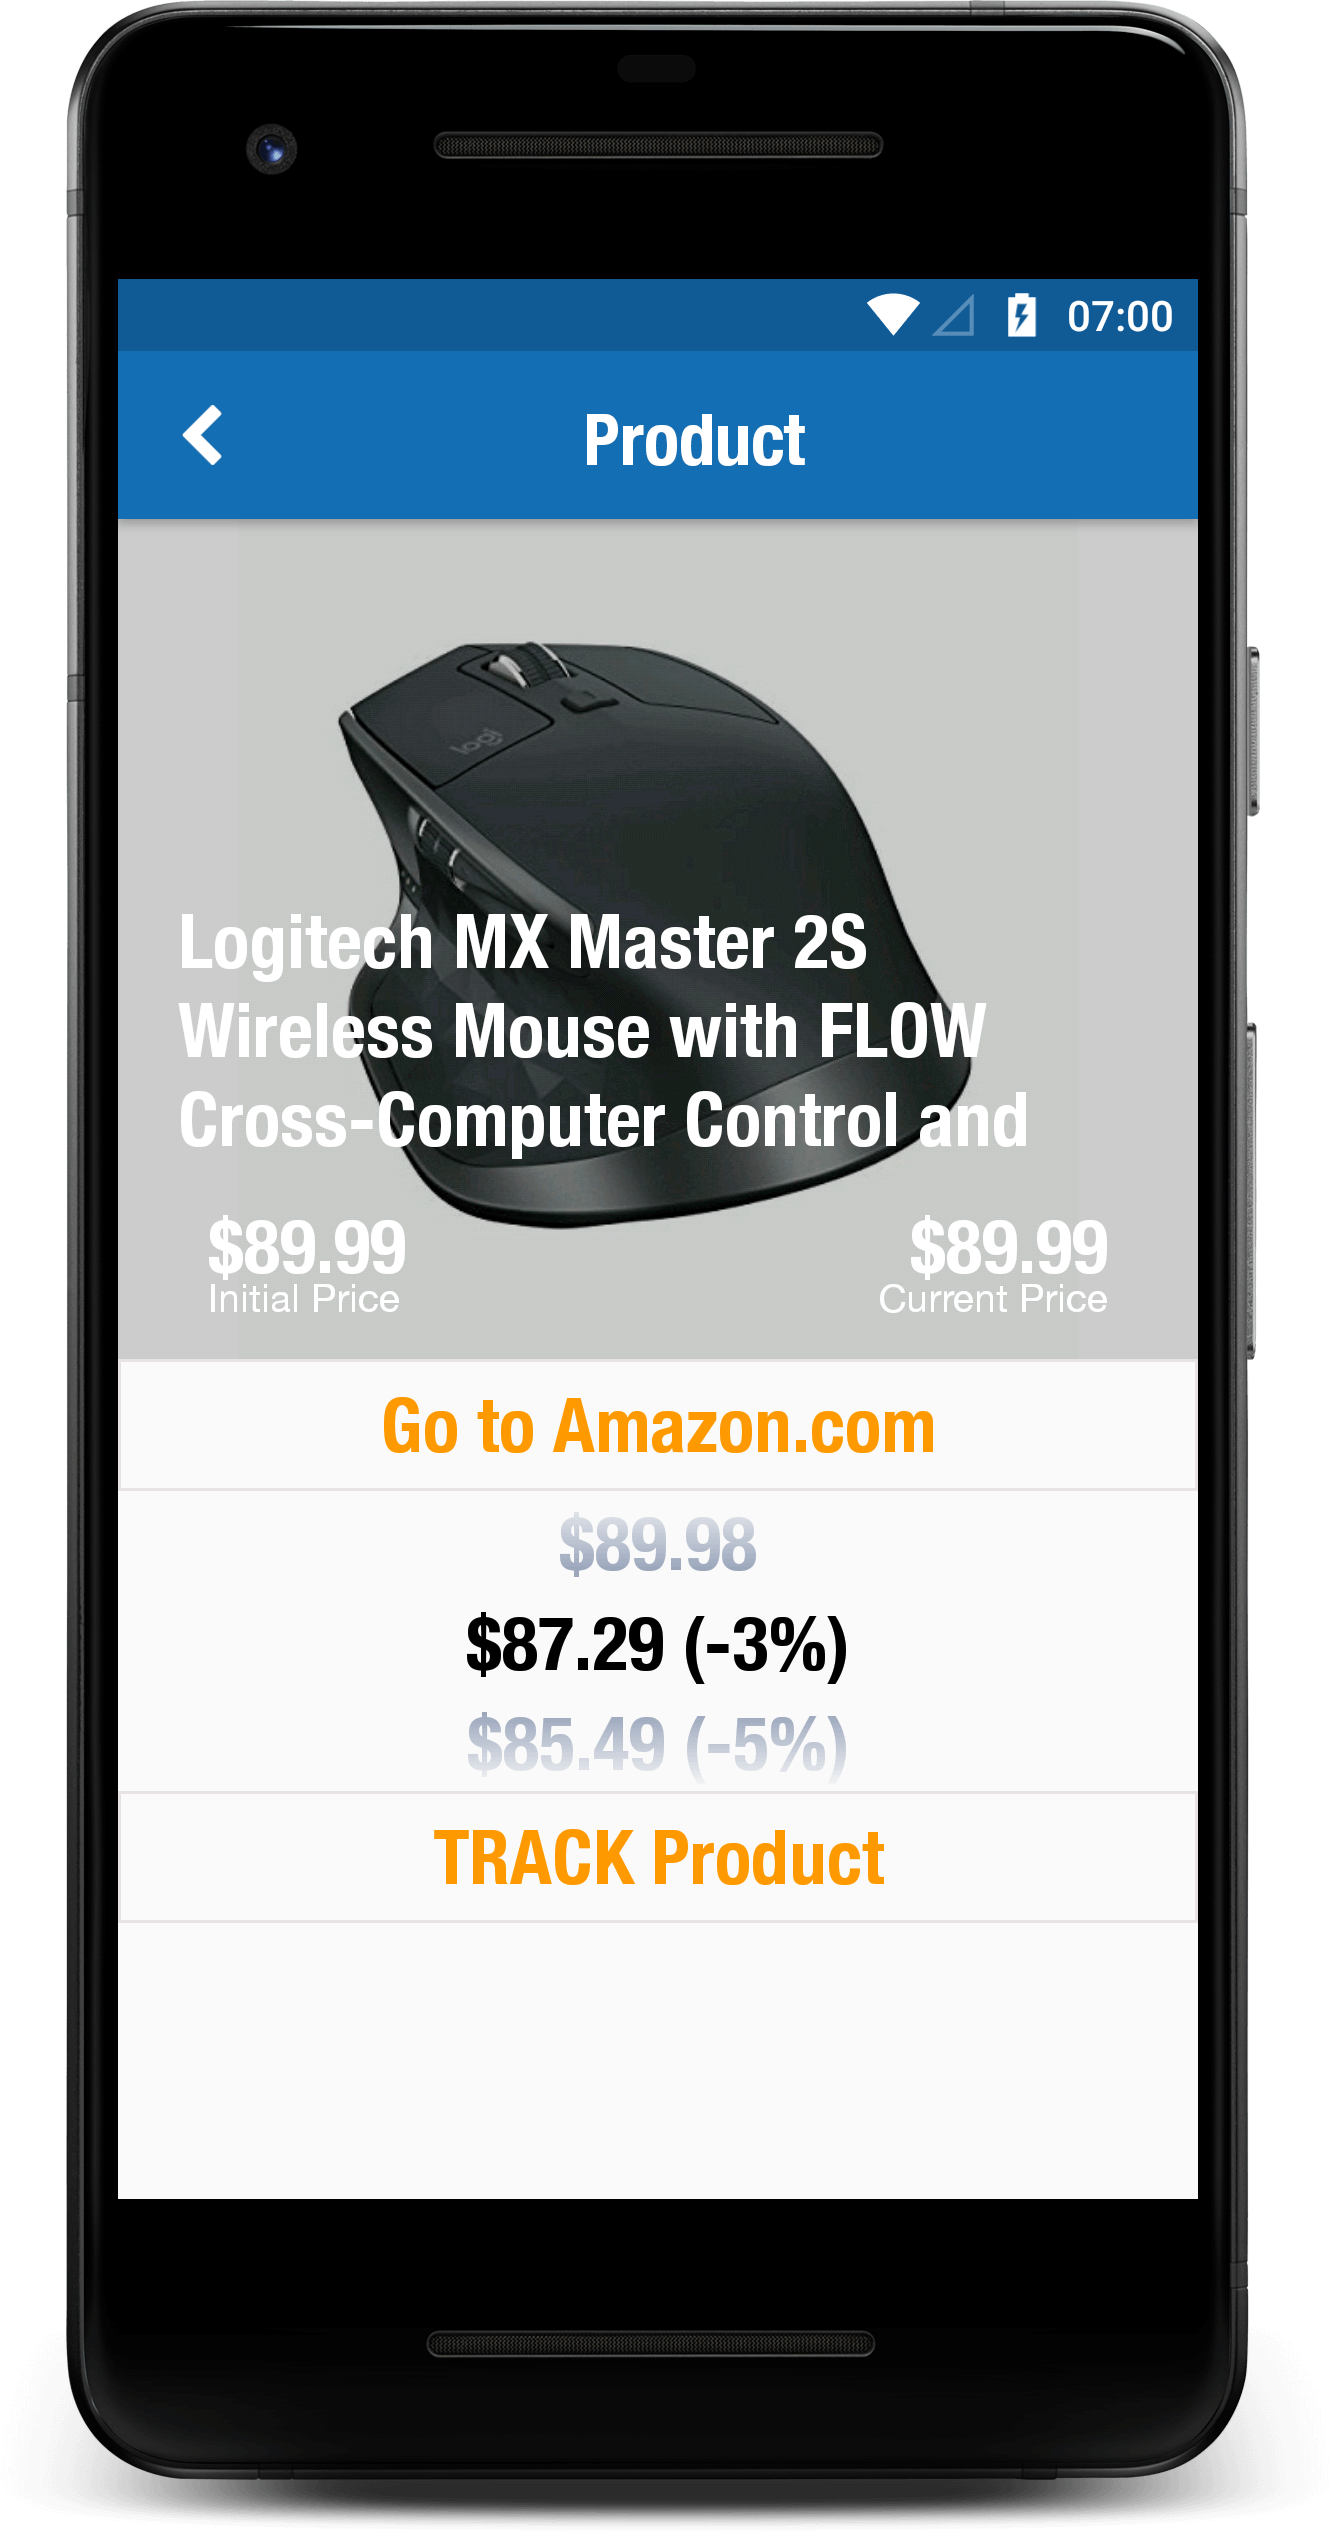 07:00
Product
logi
Logitech MX Master 2S
Wireless Mouse with FLOW
Cross-Computer Control and
$89.99 $89.99
Initial Price Current Price
Go to Amazon.com
$89.98
$87.29 (-3%)
$85.49 (-5%)
TRACK Product